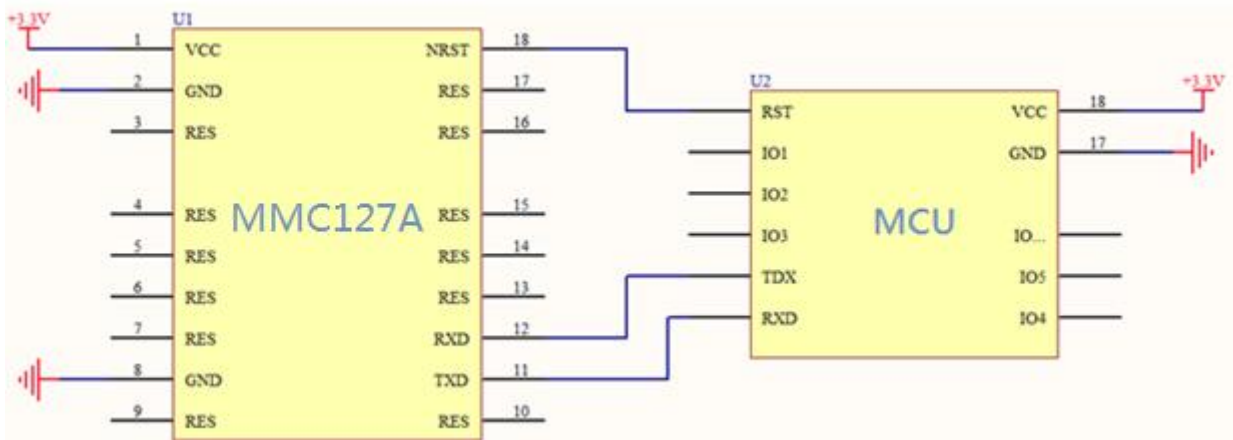 +3.3V
U1
1 VCC NRST 18
2 GND RES 17
3 RES RES 16
4 RES RES 15
5 RES RES 14
6 RES RES 13
7 RES RXD 12
8 GND TXD 11
9 RES RES 10
MMC127A
U2
+3.3V
RST VCC 18
IO1 GND 17
IO2
IO3 IO...
TDX IO5
RXD IO4
MCU